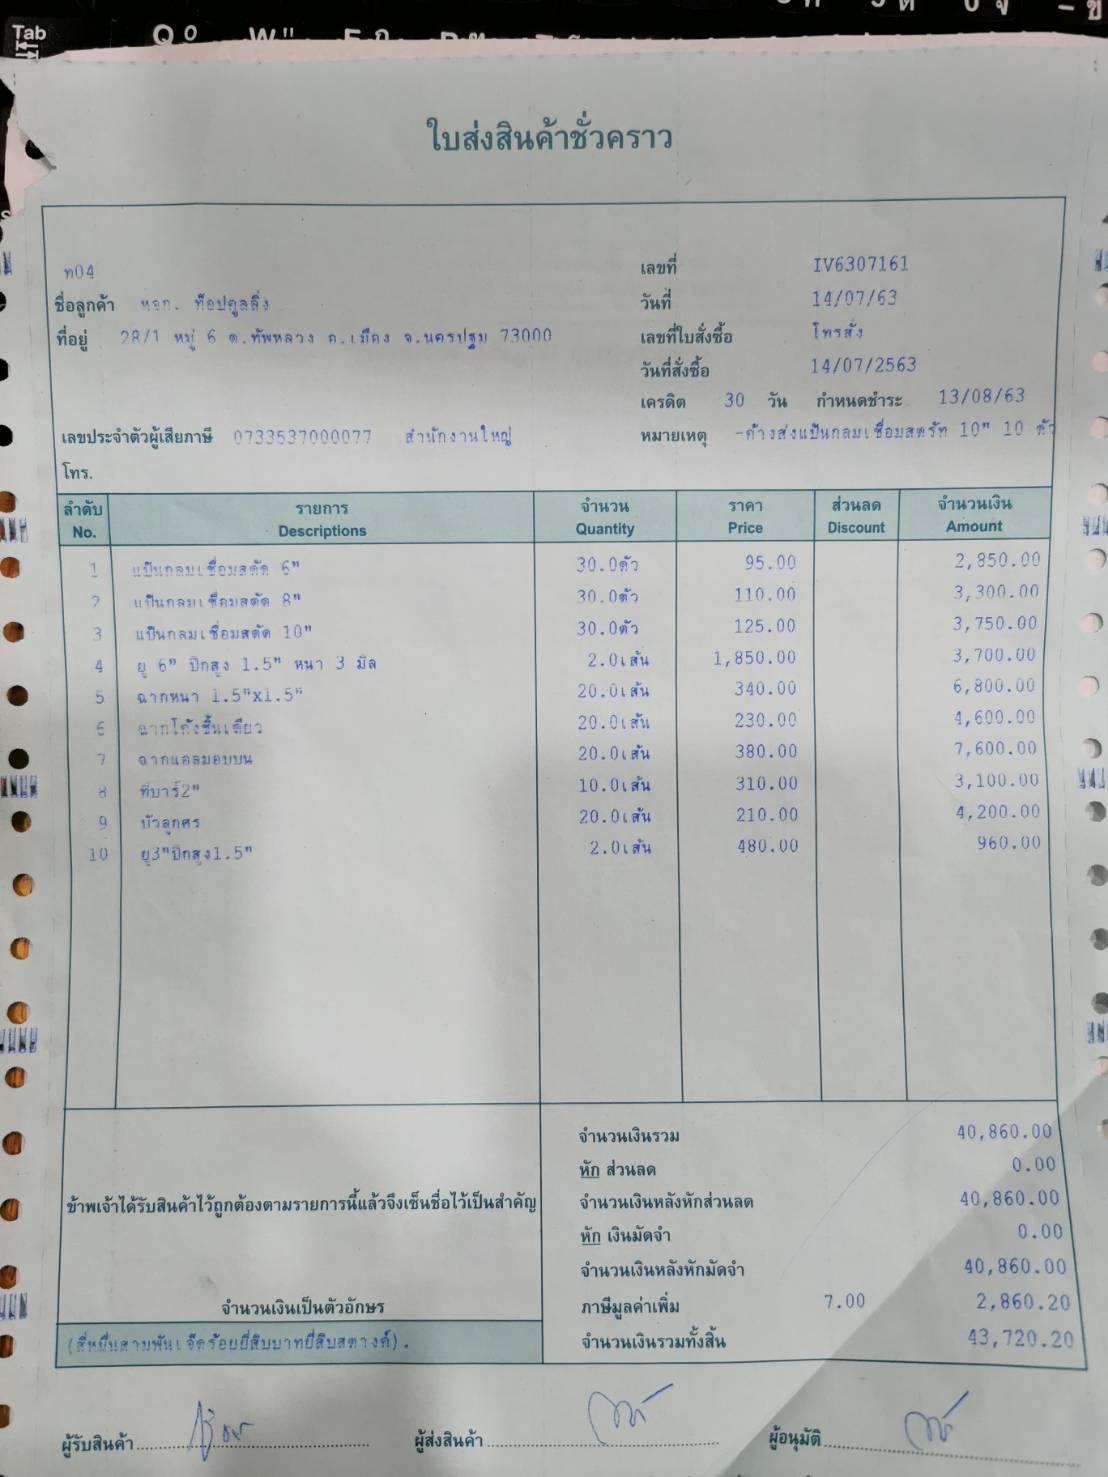 Tab
ใบส่งสินค้าชั่วคราว
ท04
ชื่อลูกค้า หจก. ท็อปคูลลิ่ง
ที่อยู่ 28/1 หมู่ 6 ต.ทัพหลวง อ.เมือง จ.นครปฐม 73000
เลขที่ IV6307161
วันที่ 14/07/63
เลขที่ใบสั่งซื้อ โทรสั่ง
วันที่สั่งซื้อ 14/07/2563
เครดิต 30 วัน กำหนดชำระ 13/08/63
เลขประจำตัวผู้เสียภาษี 0733537000077 สำนักงานใหญ่
หมายเหตุ -ค้างส่งแป้นกลมเชื่อมสตรัท 10" 10 ตัว
โทร.
ลำดับ รายการ จำนวน ราคา ส่วนลด จำนวนเงิน
No. Descriptions Quantity Price Discount Amount
1 แป้นกลมเชื่อมสตัด 6" 30.0ตัว 95.00 2,850.00
2 แป้นกลมเชื่อมสตัด 8" 30.0ตัว 110.00 3,300.00
3 แป้นกลมเชื่อมสตัด 10" 30.0ตัว 125.00 3,750.00
4 ยู 6" ปีกสูง 1.5" หนา 3 มิล 2.0เส้น 1,850.00 3,700.00
5 ฉากหนา 1.5"x1.5" 20.0เส้น 340.00 6,800.00
6 ฉากโค้งชิ้นเดียว 20.0เส้น 230.00 4,600.00
7 ฉากแอลมอบบน 20.0เส้น 380.00 7,600.00
8 ทีบาร์2" 10.0เส้น 310.00 3,100.00
9 บัวลูกศร 20.0เส้น 210.00 4,200.00
10 ยู3"ปีกสูง1.5" 2.0เส้น 480.00 960.00
จำนวนเงินรวม 40,860.00
หัก ส่วนลด 0.00
ข้าพเจ้าได้รับสินค้าไว้ถูกต้องตามรายการนี้แล้วจึงเซ็นชื่อไว้เป็นสำคัญ
จำนวนเงินหลังหักส่วนลด 40,860.00
หัก เงินมัดจำ 0.00
จำนวนเงินหลังหักมัดจำ 40,860.00
จำนวนเงินเป็นตัวอักษร
ภาษีมูลค่าเพิ่ม 7.00 2,860.20
(สี่หมื่นสามพันเจ็ดร้อยยี่สิบบาทยี่สิบสตางค์).
จำนวนเงินรวมทั้งสิ้น 43,720.20
ผู้รับสินค้า ผู้ส่งสินค้า ผู้อนุมัติ